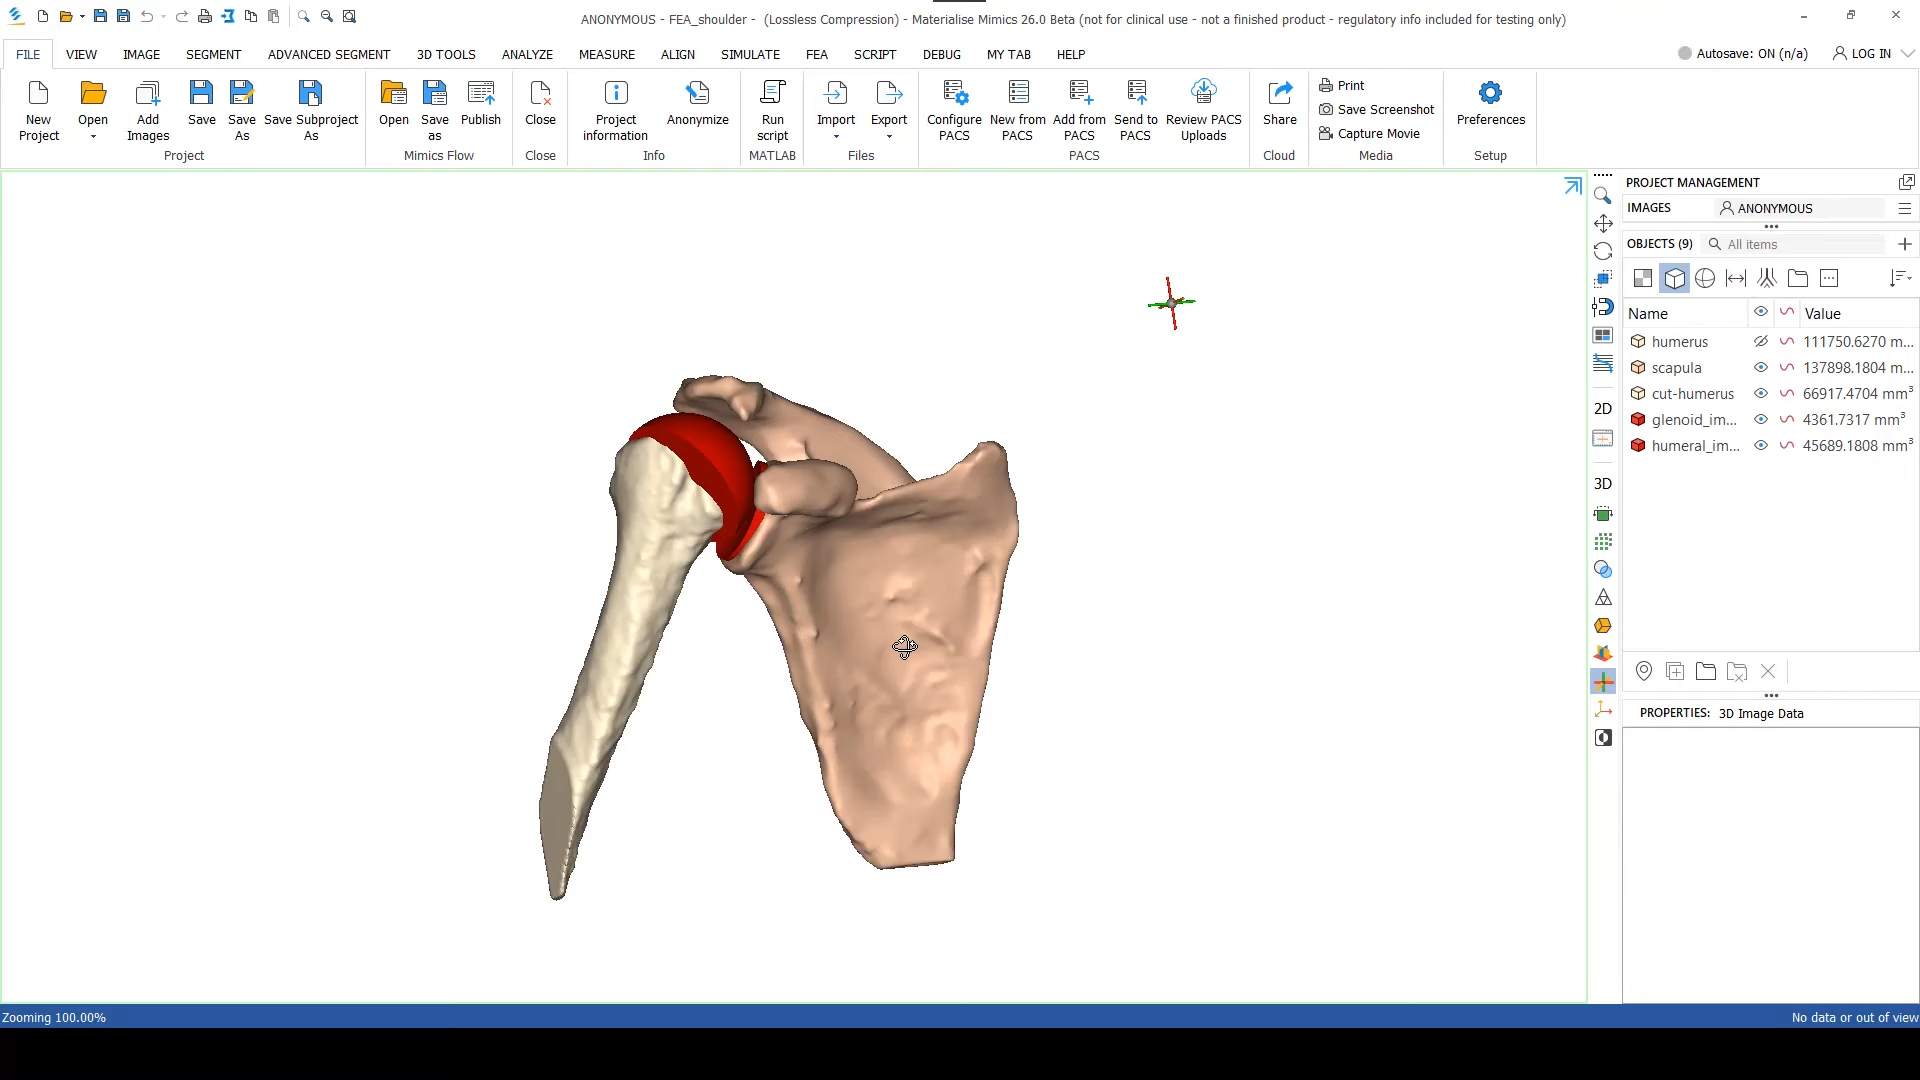 ANONYMOUS - FEA_shoulder - (Lossless Compression) - Materialise Mimics 26.0 Beta (not for clinical use - not a finished product - regulatory info included for testing only)
FILE VIEW IMAGE SEGMENT ADVANCED SEGMENT 3D TOOLS ANALYZE MEASURE ALIGN SIMULATE FEA SCRIPT DEBUG MY TAB HELP Autosave: ON (n/a) LOG IN
New Project Open Add Images Save Save As Save Subproject As Open Save as Publish Close Project information Anonymize Run script Import Export Configure PACS New from PACS Add from PACS Send to PACS Review PACS Uploads Share Print Save Screenshot Capture Movie Preferences
Project Mimics Flow Close Info MATLAB Files PACS Cloud Media Setup
PROJECT MANAGEMENT
IMAGES ANONYMOUS
OBJECTS (9) All items
Name Value
humerus 111750.6270 m...
scapula 137898.1804 m...
cut-humerus 66917.4704 mm³
glenoid_im... 4361.7317 mm³
humeral_im... 45689.1808 mm³
2D
3D
PROPERTIES: 3D Image Data
Zooming 100.00% No data or out of view